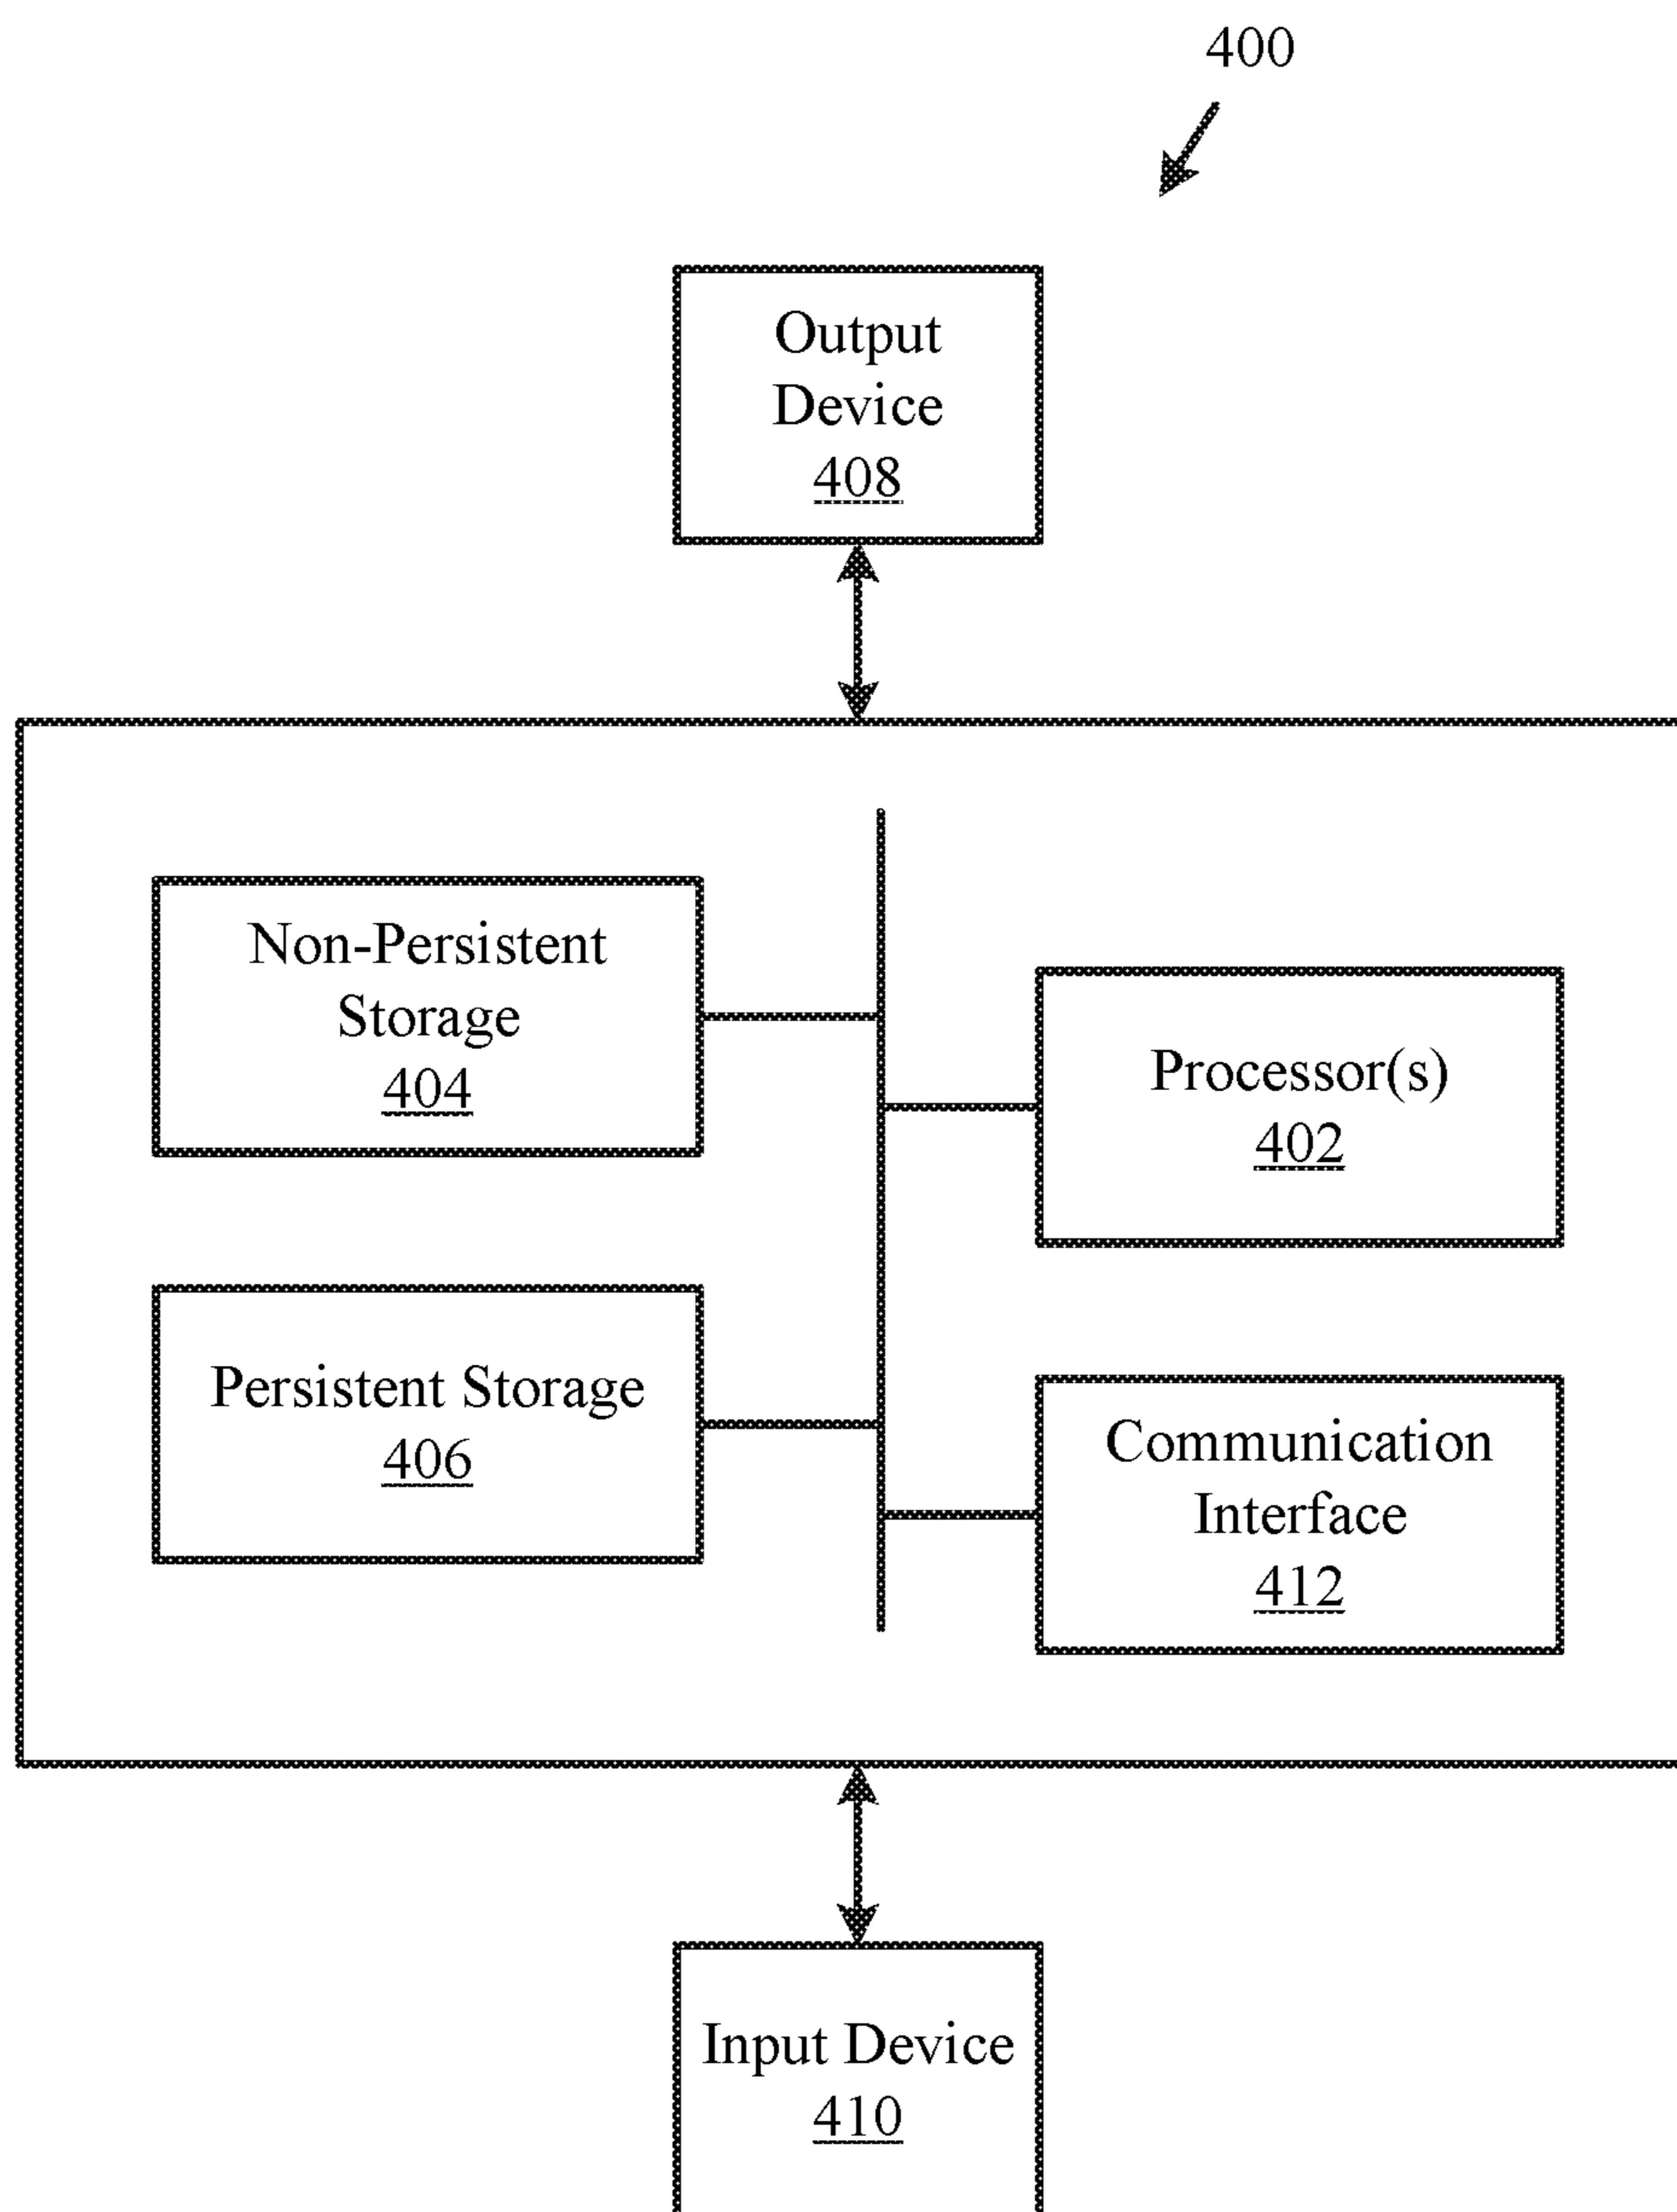 400
Output
Device
408
Non-Persistent
Storage
404
Processor(s)
402
Persistent Storage
406
Communication
Interface
412
Input Device
410